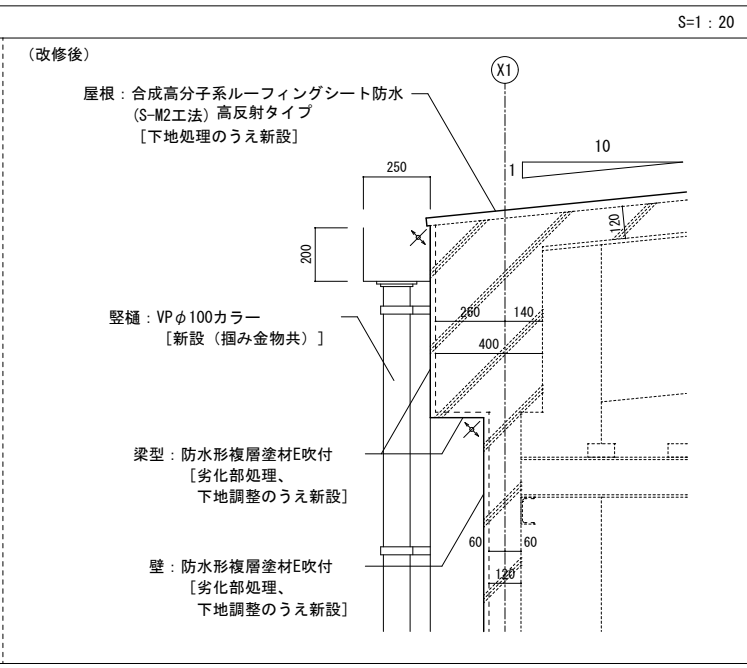 S=1：20
（改修後）
X1
屋根：合成高分子系ルーフィングシート防水
(S-M2工法) 高反射タイプ
［下地処理のうえ新設］
10
1
250
120
200
260
140
竪樋：VPφ100カラー
［新設（掴み金物共）］
400
梁型：防水形複層塗材E吹付
［劣化部処理、
下地調整のうえ新設］
60
60
壁：防水形複層塗材E吹付
120
［劣化部処理、
下地調整のうえ新設］